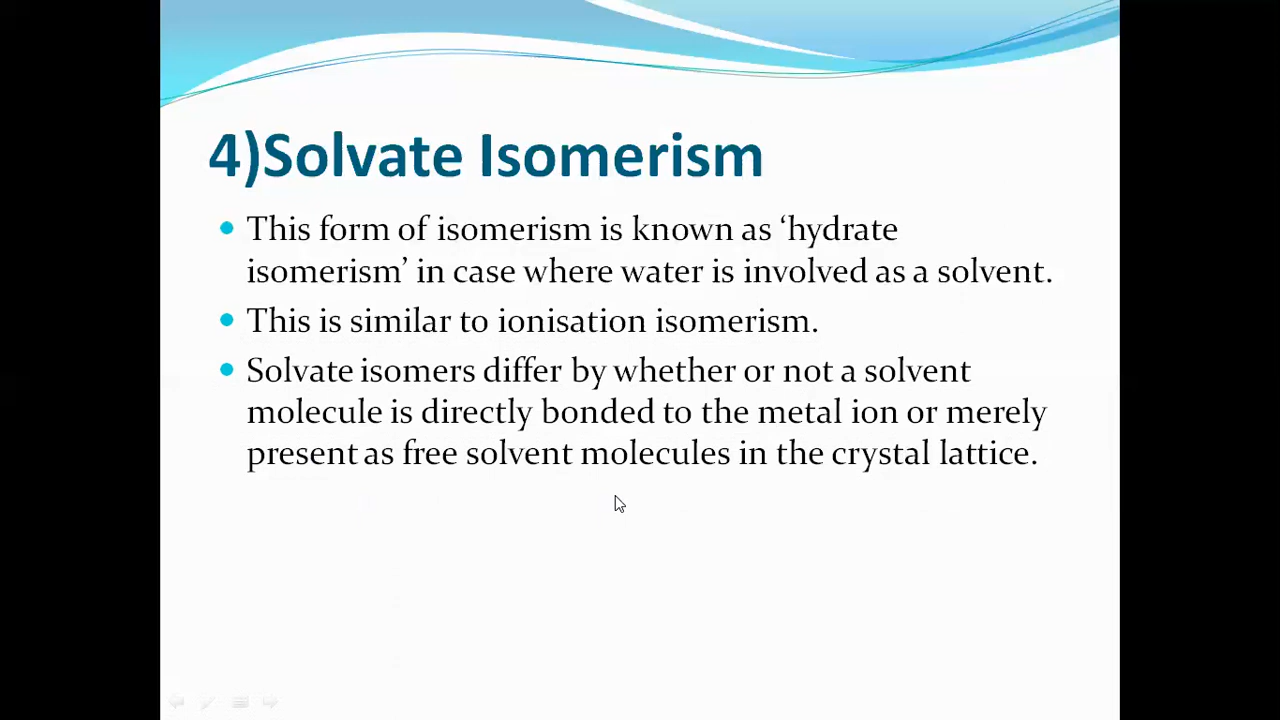 4)Solvate Isomerism
• This form of isomerism is known as ‘hydrate
isomerism’ in case where water is involved as a solvent.
• This is similar to ionisation isomerism.
• Solvate isomers differ by whether or not a solvent
molecule is directly bonded to the metal ion or merely
present as free solvent molecules in the crystal lattice.